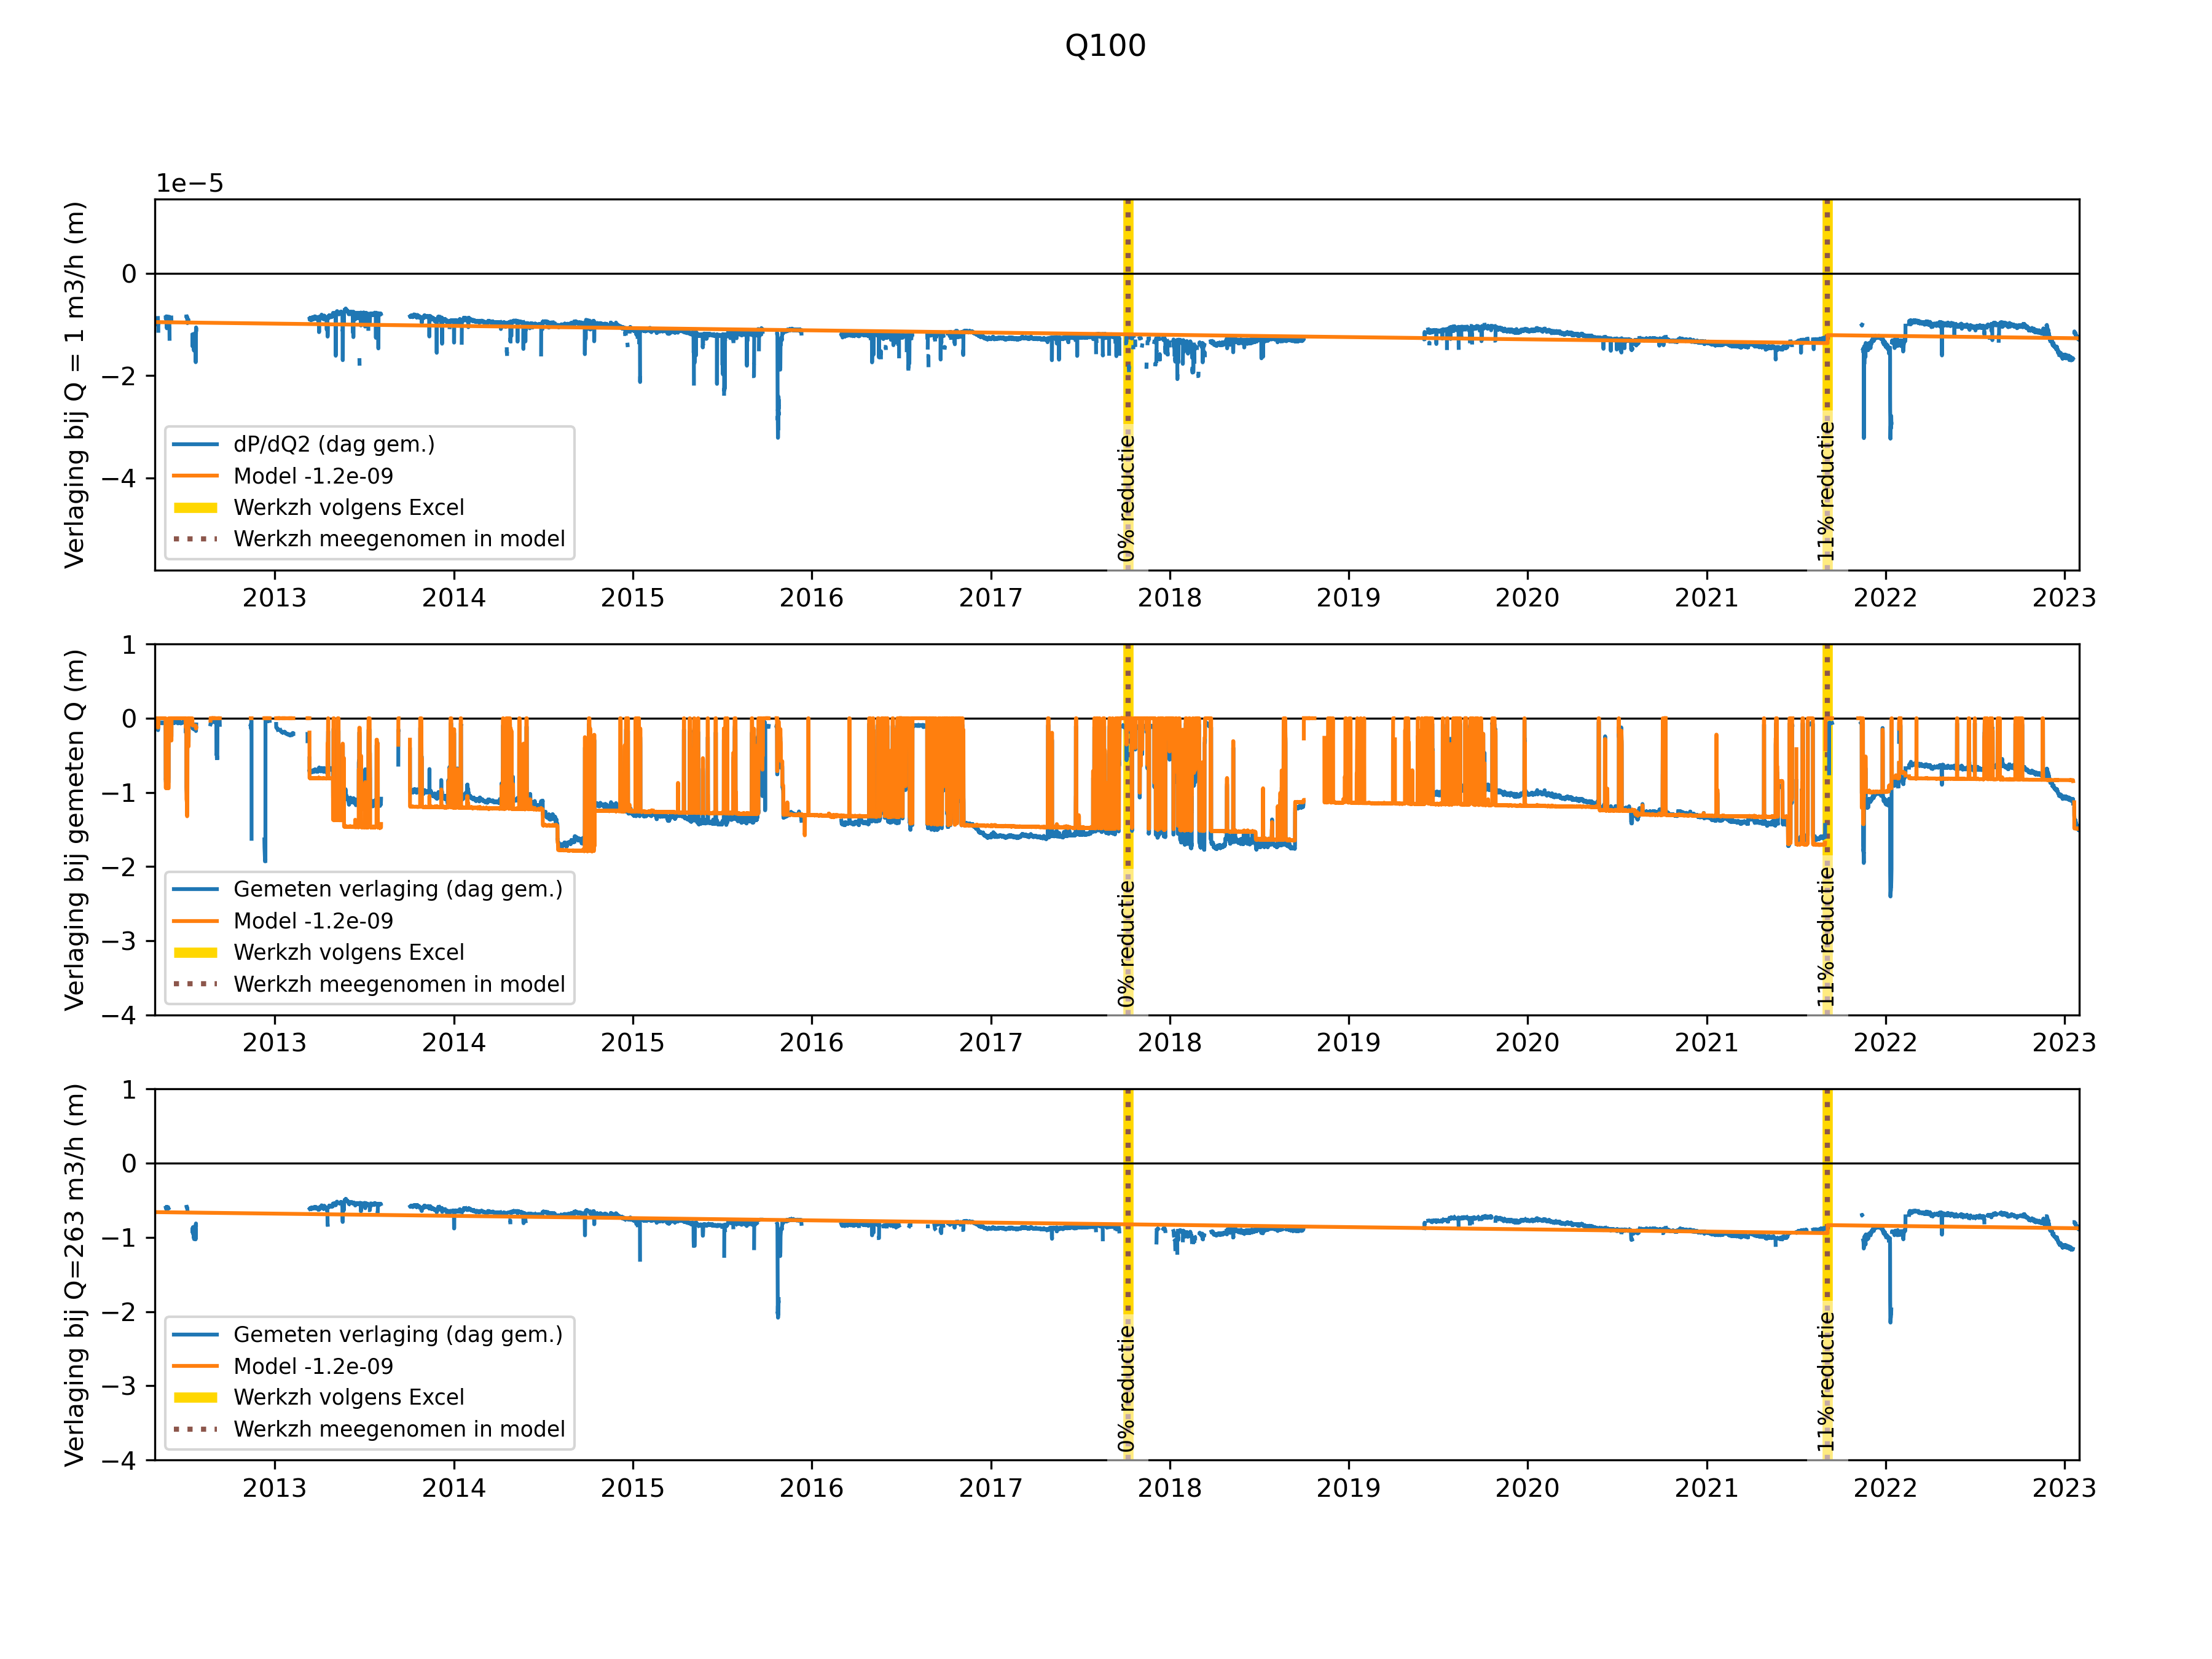 Q100
1e−5
Verlaging bij Q = 1 m3/h (m)
0
−2
−4
dP/dQ2 (dag gem.)
Model -1.2e-09
Werkzh volgens Excel
Werkzh meegenomen in model
0% reductie
11% reductie
2013 2014 2015 2016 2017 2018 2019 2020 2021 2022 2023
Verlaging bij gemeten Q (m)
1
0
−1
−2
−3
−4
Gemeten verlaging (dag gem.)
Model -1.2e-09
Werkzh volgens Excel
Werkzh meegenomen in model
0% reductie
11% reductie
2013 2014 2015 2016 2017 2018 2019 2020 2021 2022 2023
Verlaging bij Q=263 m3/h (m)
1
0
−1
−2
−3
−4
Gemeten verlaging (dag gem.)
Model -1.2e-09
Werkzh volgens Excel
Werkzh meegenomen in model
0% reductie
11% reductie
2013 2014 2015 2016 2017 2018 2019 2020 2021 2022 2023